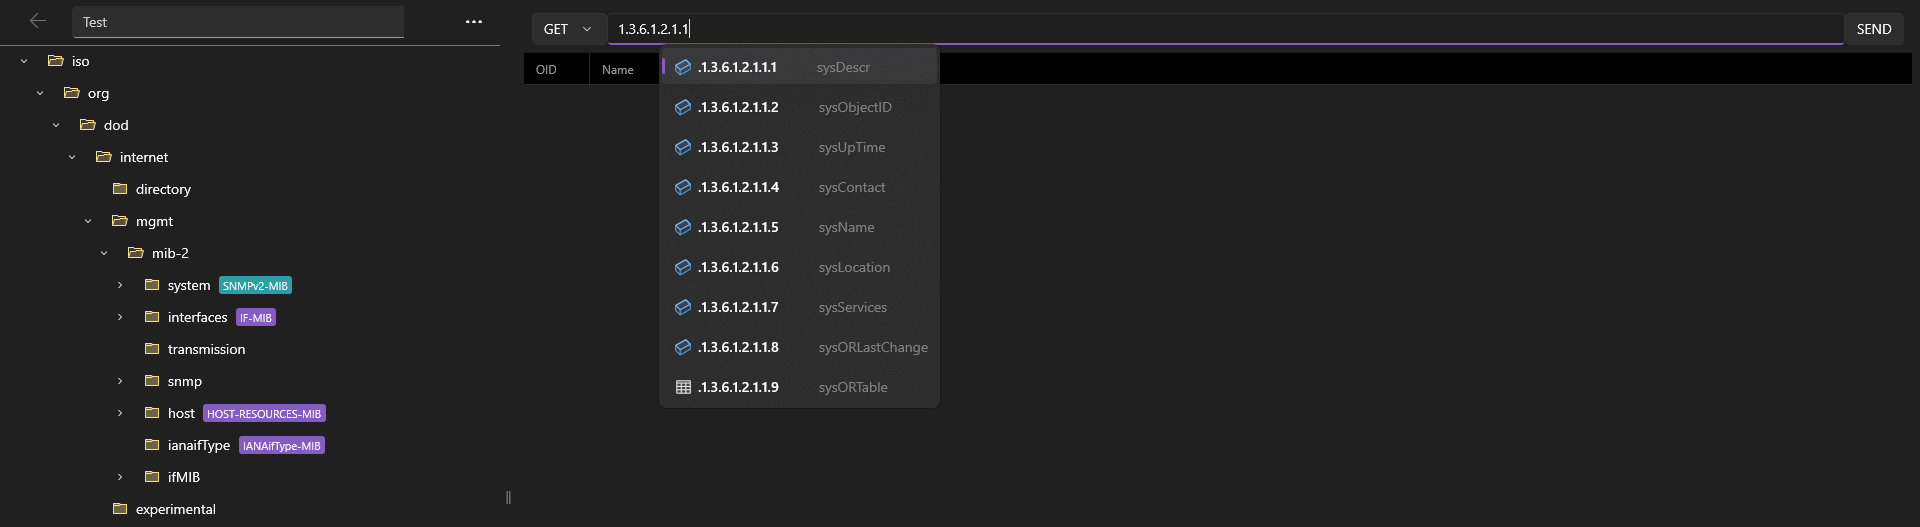 Test
GET
1.3.6.1.2.1.1
SEND
OID
Name
.1.3.6.1.2.1.1.1 sysDescr
.1.3.6.1.2.1.1.2 sysObjectID
.1.3.6.1.2.1.1.3 sysUpTime
.1.3.6.1.2.1.1.4 sysContact
.1.3.6.1.2.1.1.5 sysName
.1.3.6.1.2.1.1.6 sysLocation
.1.3.6.1.2.1.1.7 sysServices
.1.3.6.1.2.1.1.8 sysORLastChange
.1.3.6.1.2.1.1.9 sysORTable
iso
org
dod
internet
directory
mgmt
mib-2
system SNMPv2-MIB
interfaces IF-MIB
transmission
snmp
host HOST-RESOURCES-MIB
ianaifType IANAifType-MIB
ifMIB
experimental